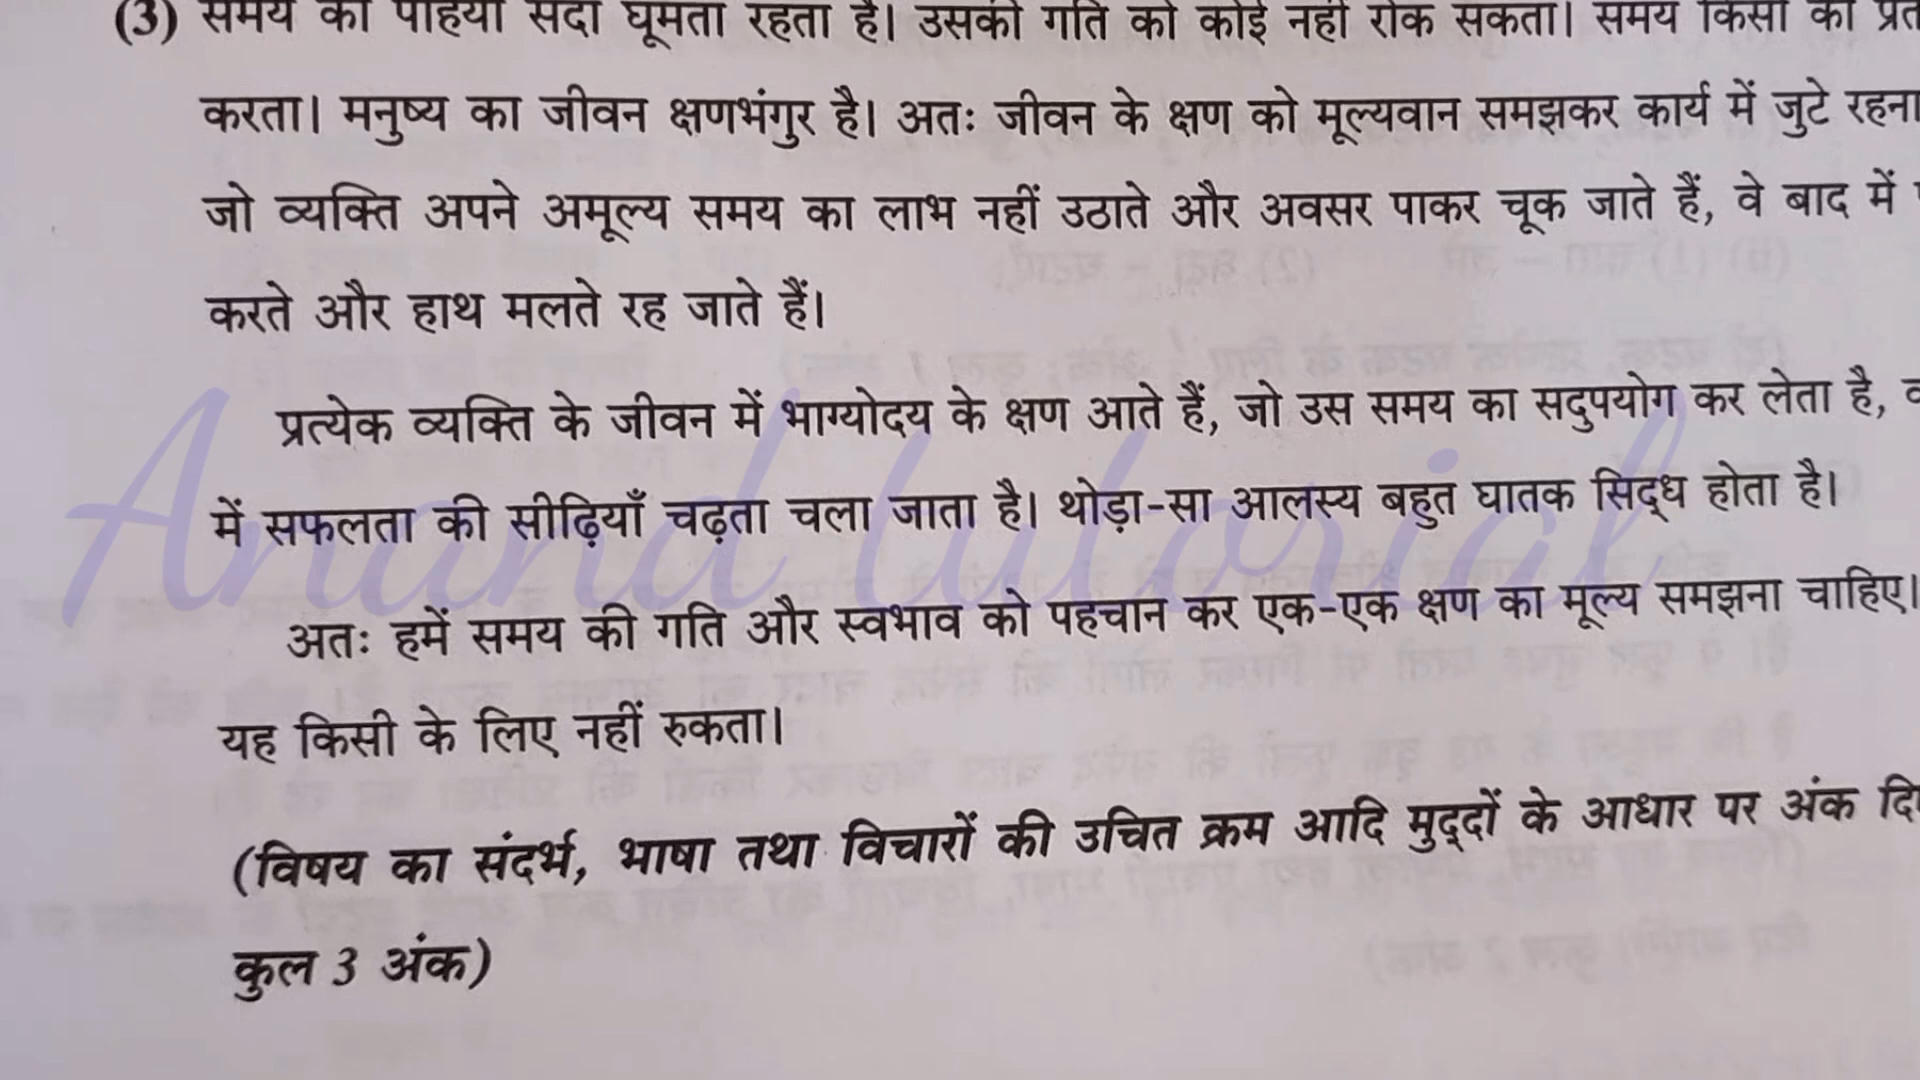 (3) समय का पहिया सदा घूमता रहता है। उसकी गति को कोई नहीं रोक सकता। समय किसी की प्रत
करता। मनुष्य का जीवन क्षणभंगुर है। अतः जीवन के क्षण को मूल्यवान समझकर कार्य में जुटे रहना
जो व्यक्ति अपने अमूल्य समय का लाभ नहीं उठाते और अवसर पाकर चूक जाते हैं, वे बाद में
करते और हाथ मलते रह जाते हैं।
प्रत्येक व्यक्ति के जीवन में भाग्योदय के क्षण आते हैं, जो उस समय का सदुपयोग कर लेता है,
में सफलता की सीढ़ियाँ चढ़ता चला जाता है। थोड़ा-सा आलस्य बहुत घातक सिद्ध होता है।
Anand tutorial
अतः हमें समय की गति और स्वभाव को पहचान कर एक-एक क्षण का मूल्य समझना चाहिए।
यह किसी के लिए नहीं रुकता।
(विषय का संदर्भ, भाषा तथा विचारों की उचित क्रम आदि मुद्दों के आधार पर अंक दि
कुल 3 अंक)